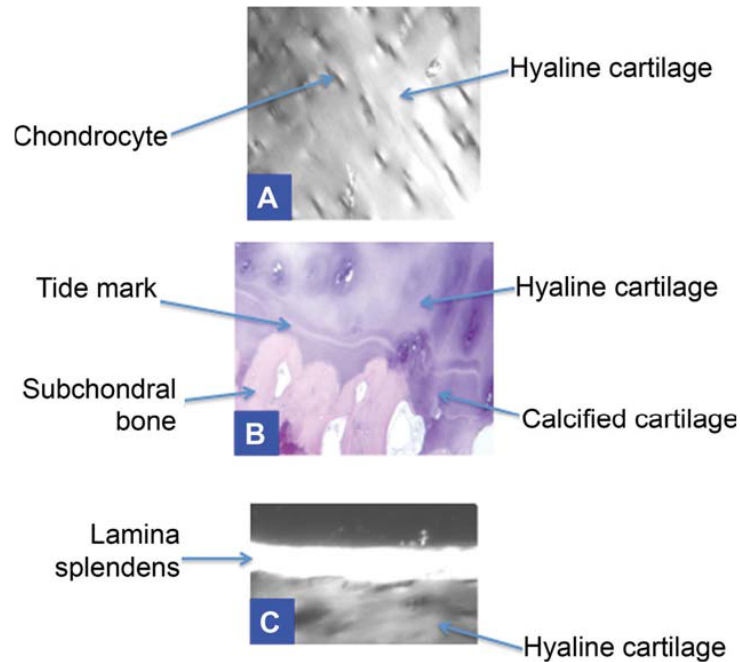 Hyaline cartilage
Chondrocyte
A
Tide mark
Hyaline cartilage
Subchondral
bone
Calcified cartilage
B
Lamina
splendens
C
Hyaline cartilage